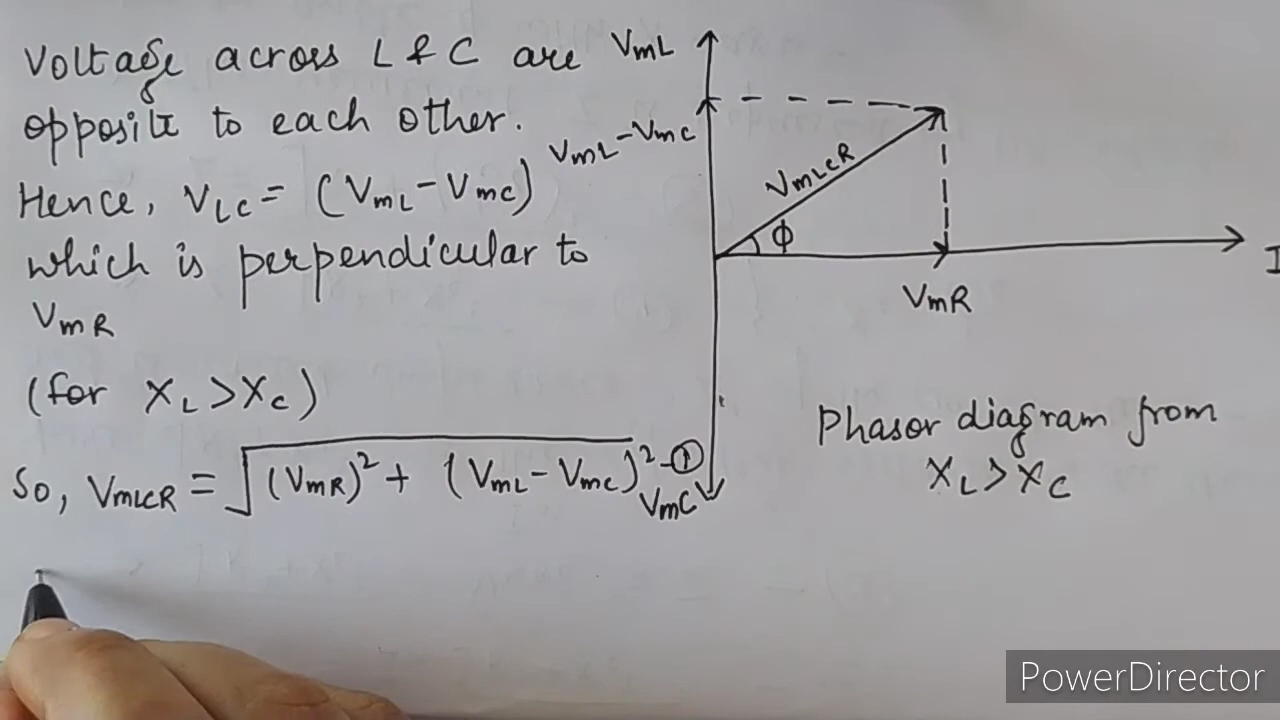 Voltage across L & C are
opposite to each other.
Hence, VLC = (VmL - Vmc)
which is perpendicular to
VmR
(for XL > XC)
So, VmLCR = √(VmR)² + (VmL - Vmc)² - ①
VmL
VmL - Vmc
VmLCR
ϕ
I
VmR
VmC
Phasor diagram from
XL > XC
PowerDirector